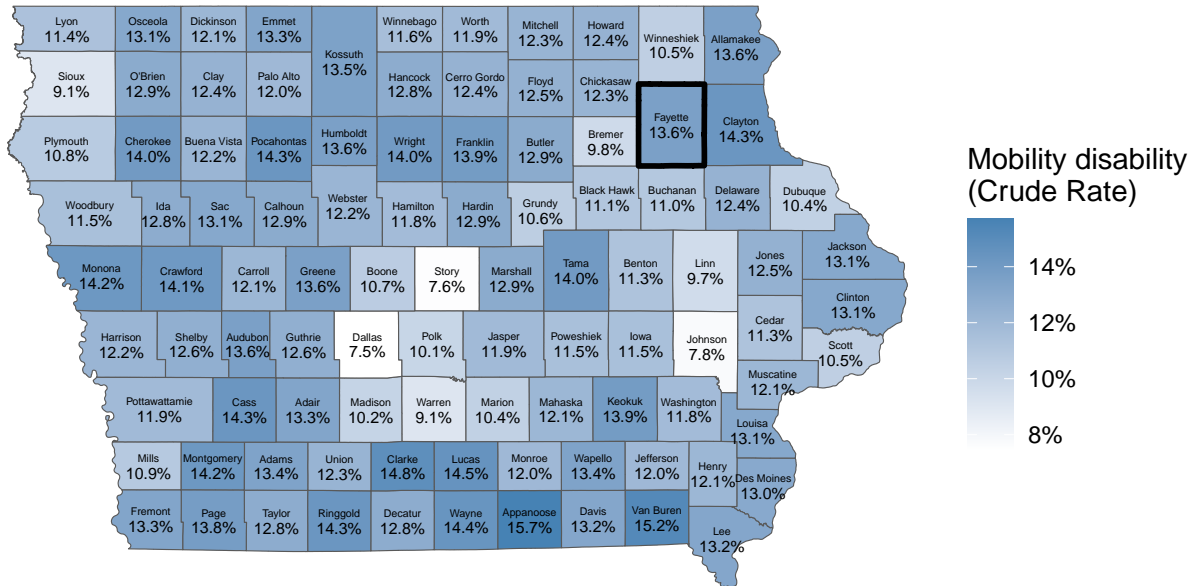 Lyon
11.4%
Osceola
13.1%
Dickinson
12.1%
Emmet
13.3%
Kossuth
13.5%
Winnebago
11.6%
Worth
11.9%
Mitchell
12.3%
Howard
12.4%
Winneshiek
10.5%
Allamakee
13.6%
Sioux
9.1%
O'Brien
12.9%
Clay
12.4%
Palo Alto
12.0%
Hancock
12.8%
Cerro Gordo
12.4%
Floyd
12.5%
Chickasaw
12.3%
Fayette
13.6%
Clayton
14.3%
Plymouth
10.8%
Cherokee
14.0%
Buena Vista
12.2%
Pocahontas
14.3%
Humboldt
13.6%
Wright
14.0%
Franklin
13.9%
Butler
12.9%
Bremer
9.8%
Woodbury
11.5%
Ida
12.8%
Sac
13.1%
Calhoun
12.9%
Webster
12.2%
Hamilton
11.8%
Hardin
12.9%
Grundy
10.6%
Black Hawk
11.1%
Buchanan
11.0%
Delaware
12.4%
Dubuque
10.4%
Monona
14.2%
Crawford
14.1%
Carroll
12.1%
Greene
13.6%
Boone
10.7%
Story
7.6%
Marshall
12.9%
Tama
14.0%
Benton
11.3%
Linn
9.7%
Jones
12.5%
Jackson
13.1%
Clinton
13.1%
Harrison
12.2%
Shelby
12.6%
Audubon
13.6%
Guthrie
12.6%
Dallas
7.5%
Polk
10.1%
Jasper
11.9%
Poweshiek
11.5%
Iowa
11.5%
Johnson
7.8%
Cedar
11.3%
Scott
10.5%
Muscatine
12.1%
Pottawattamie
11.9%
Cass
14.3%
Adair
13.3%
Madison
10.2%
Warren
9.1%
Marion
10.4%
Mahaska
12.1%
Keokuk
13.9%
Washington
11.8%
Louisa
13.1%
Mills
10.9%
Montgomery
14.2%
Adams
13.4%
Union
12.3%
Clarke
14.8%
Lucas
14.5%
Monroe
12.0%
Wapello
13.4%
Jefferson
12.0%
Henry
12.1%
Des Moines
13.0%
Fremont
13.3%
Page
13.8%
Taylor
12.8%
Ringgold
14.3%
Decatur
12.8%
Wayne
14.4%
Appanoose
15.7%
Davis
13.2%
Van Buren
15.2%
Lee
13.2%
Mobility disability
(Crude Rate)
14%
12%
10%
8%